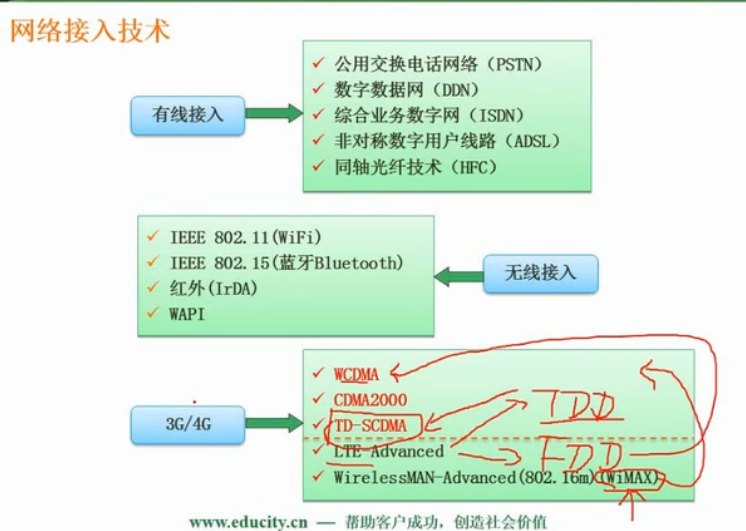 网络接入技术
有线接入
✓ 公用交换电话网络（PSTN）
✓ 数字数据网（DDN）
✓ 综合业务数字网（ISDN）
✓ 非对称数字用户线路（ADSL）
✓ 同轴光纤技术（HFC）
✓ IEEE 802.11(WiFi)
✓ IEEE 802.15(蓝牙Bluetooth)
✓ 红外(IrDA)
✓ WAPI
无线接入
3G/4G
✓ WCDMA
✓ CDMA2000
✓ TD-SCDMA
TDD
✓ LTE-Advanced
FDD
✓ WirelessMAN-Advanced(802.16m)(WiMAX)
www.educity.cn — 帮助客户成功，创造社会价值